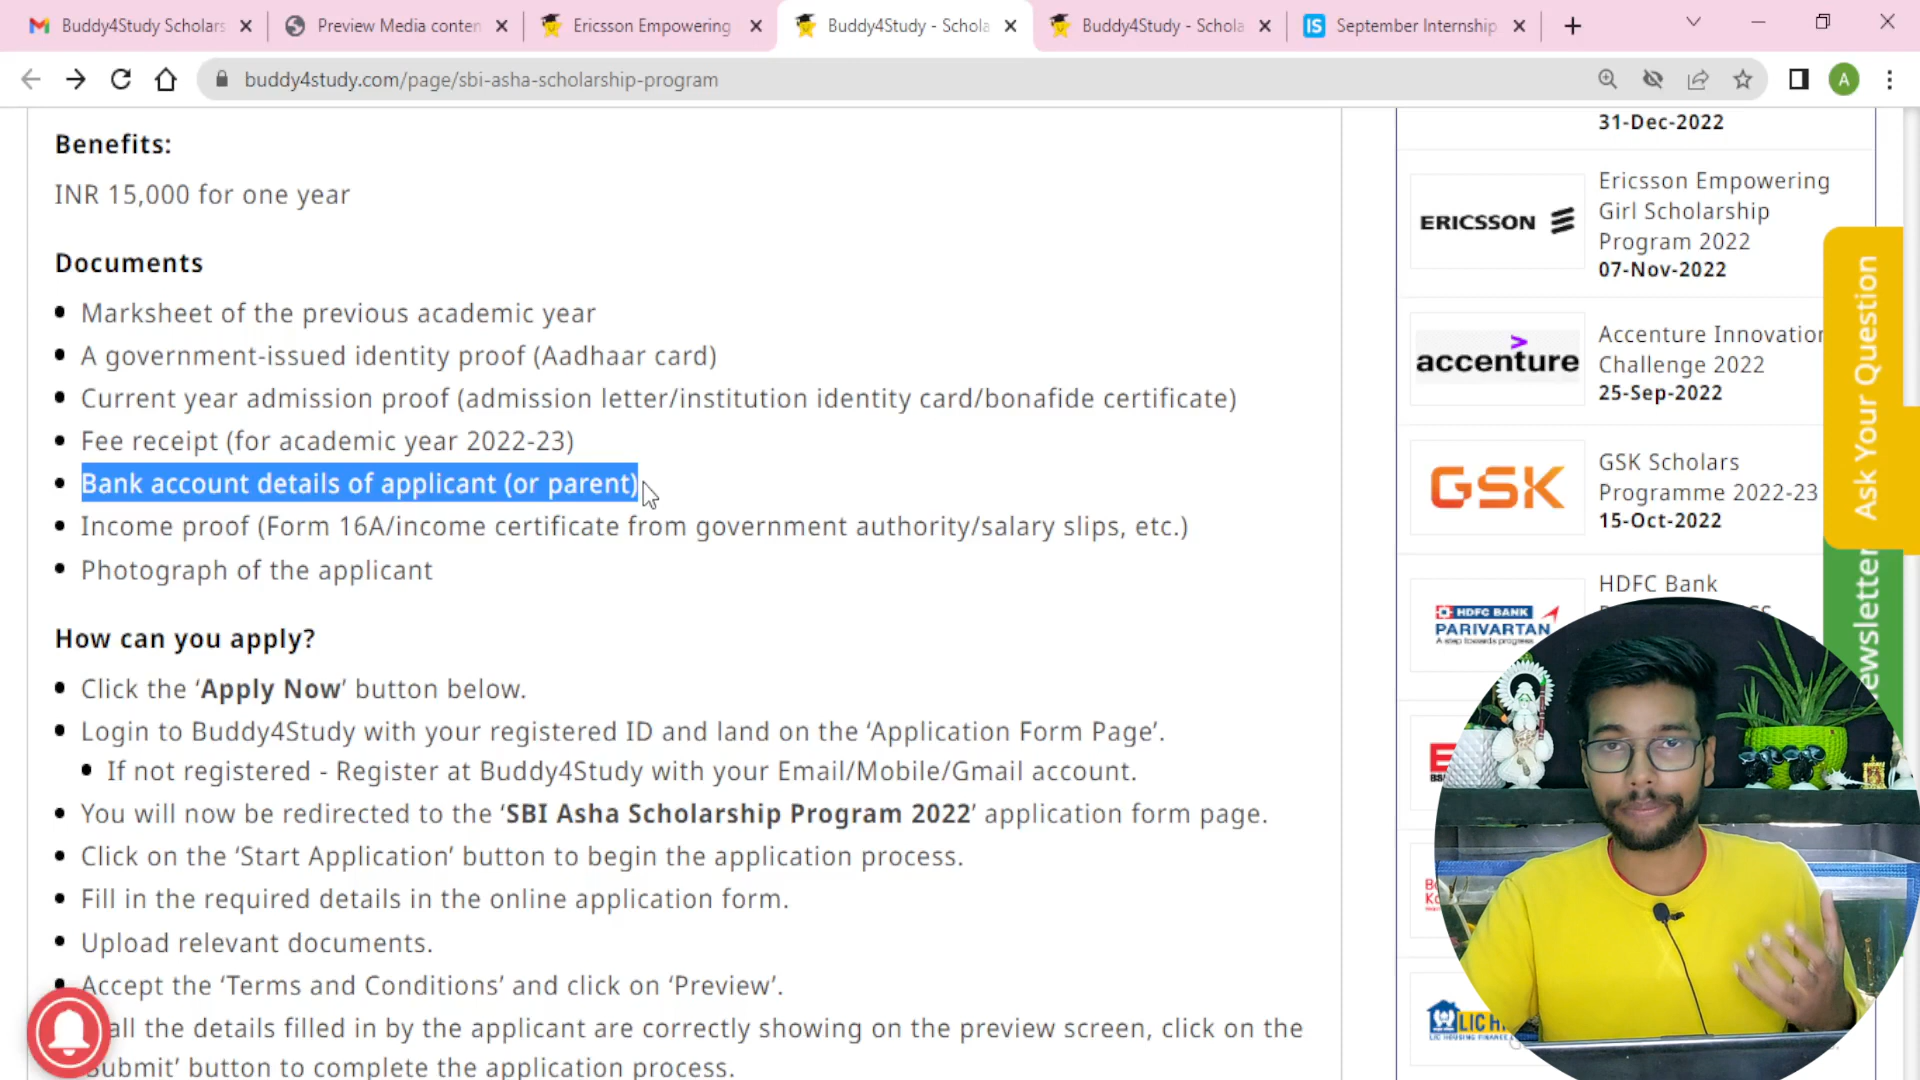 Buddy4Study Scholars
Preview Media conten
Ericsson Empowering
Buddy4Study - Schola
Buddy4Study - Schola
IS
September Internship
buddy4study.com/page/sbi-asha-scholarship-program
A
Benefits:
INR 15,000 for one year
Documents
Marksheet of the previous academic year
A government-issued identity proof (Aadhaar card)
Current year admission proof (admission letter/institution identity card/bonafide certificate)
Fee receipt (for academic year 2022-23)
Bank account details of applicant (or parent)
Income proof (Form 16A/income certificate from government authority/salary slips, etc.)
Photograph of the applicant
How can you apply?
Click the ‘Apply Now’ button below.
Login to Buddy4Study with your registered ID and land on the ‘Application Form Page’.
If not registered - Register at Buddy4Study with your Email/Mobile/Gmail account.
You will now be redirected to the ‘SBI Asha Scholarship Program 2022’ application form page.
Click on the ‘Start Application’ button to begin the application process.
Fill in the required details in the online application form.
Upload relevant documents.
Accept the ‘Terms and Conditions’ and click on ‘Preview’.
all the details filled in by the applicant are correctly showing on the preview screen, click on the
ubmit’ button to complete the application process.
31-Dec-2022
ERICSSON
Ericsson Empowering
Girl Scholarship
Program 2022
07-Nov-2022
accenture
Accenture Innovation
Challenge 2022
25-Sep-2022
GSK
GSK Scholars
Programme 2022-23
15-Oct-2022
HDFC BANK
PARIVARTAN
A step towards progress
HDFC Bank
LIC H
LIC HOUSING FINANCE
Ask Your Question
ewsletter